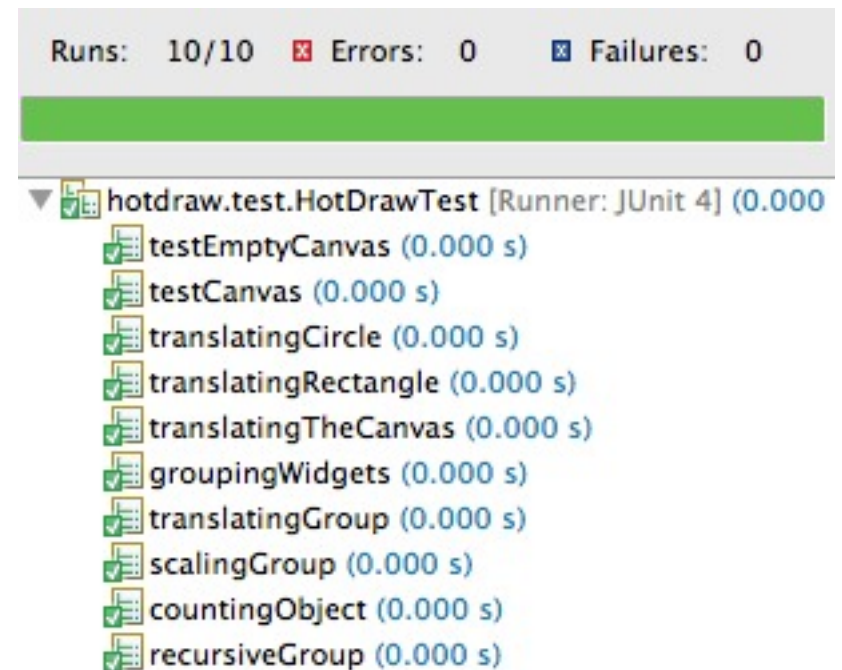 Runs: 10/10 Errors: 0 Failures: 0
hotdraw.test.HotDrawTest [Runner: JUnit 4] (0.000
testEmptyCanvas (0.000 s)
testCanvas (0.000 s)
translatingCircle (0.000 s)
translatingRectangle (0.000 s)
translatingTheCanvas (0.000 s)
groupingWidgets (0.000 s)
translatingGroup (0.000 s)
scalingGroup (0.000 s)
countingObject (0.000 s)
recursiveGroup (0.000 s)